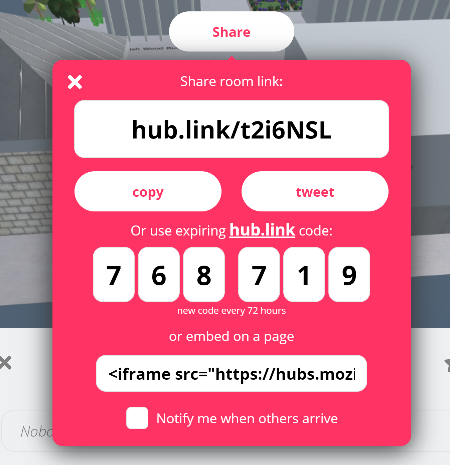 Share
Share room link:
hub.link/t2i6NSL
copy
tweet
Or use expiring hub.link code:
7 6 8 7 1 9
new code every 72 hours
or embed on a page
<iframe src="https://hubs.mozi
Notify me when others arrive